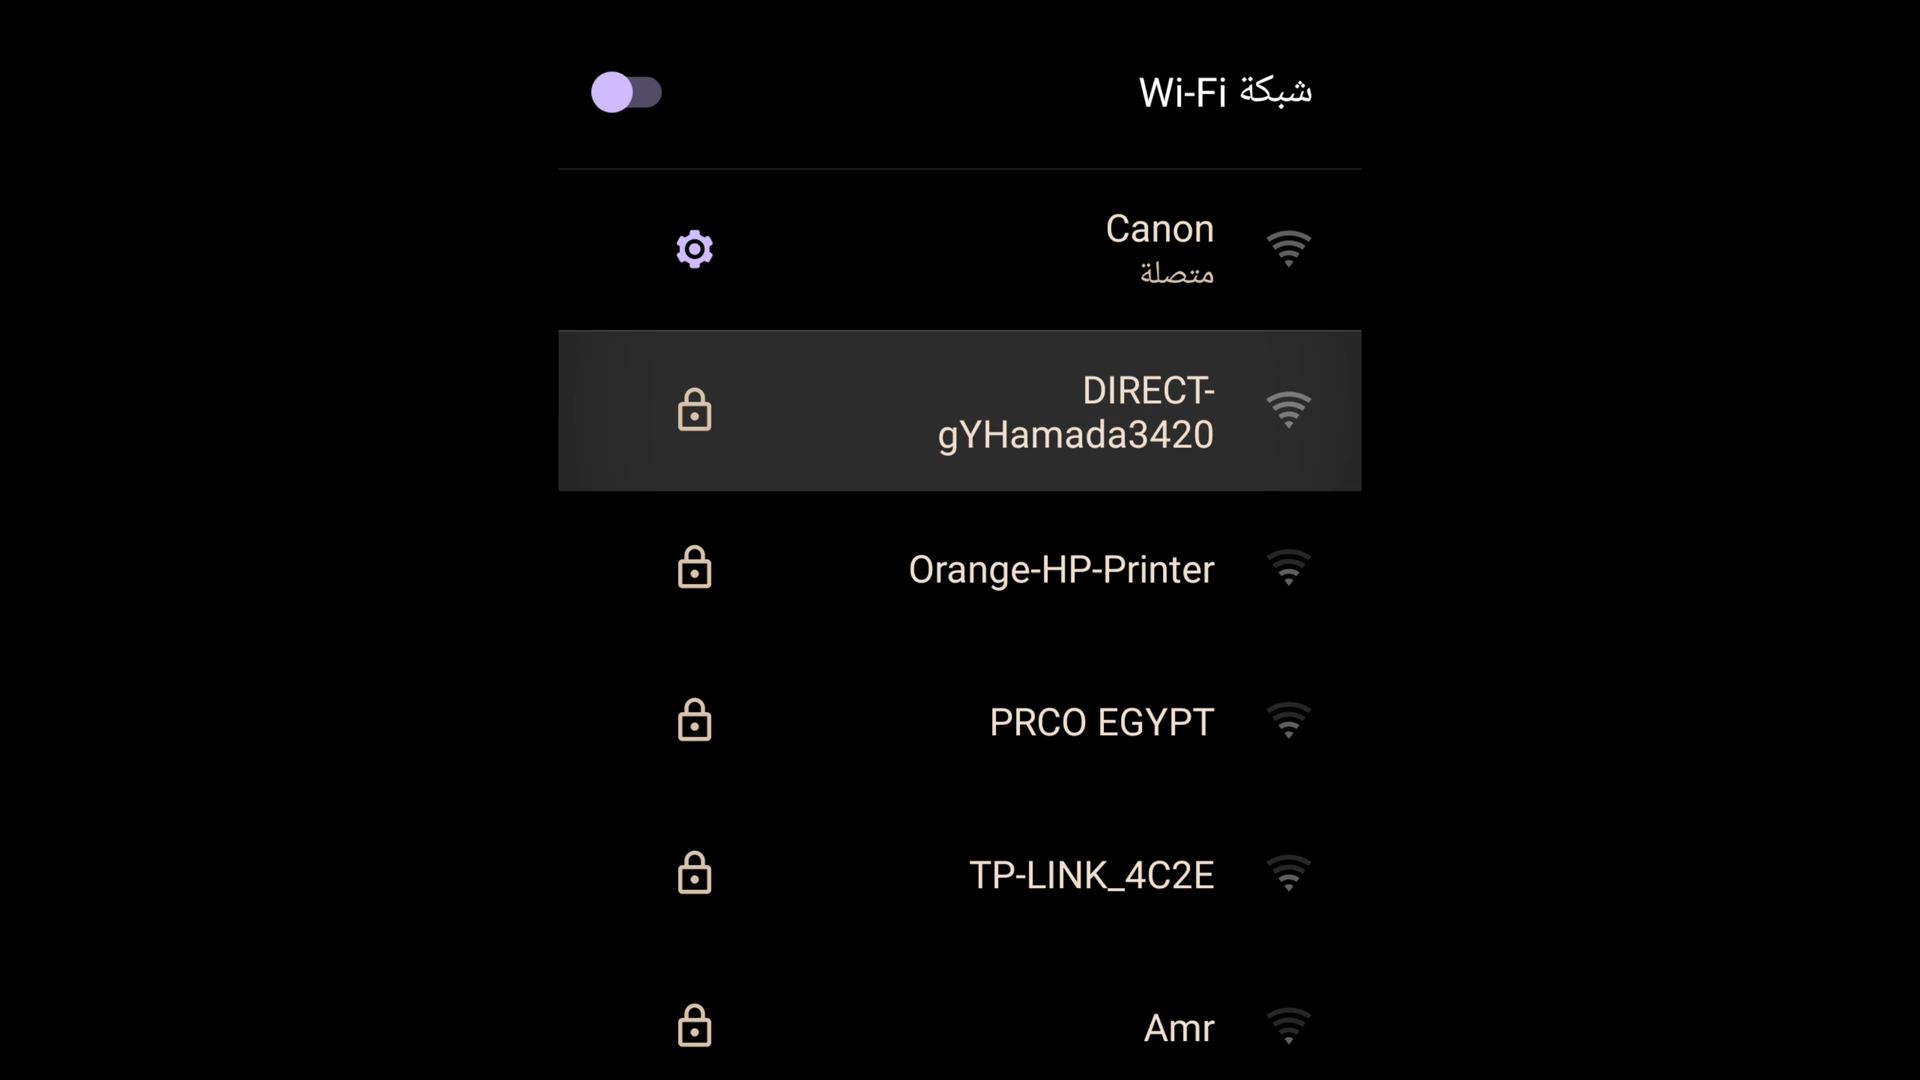 شبكة Wi-Fi
Canon
متصلة
DIRECT-
gYHamada3420
Orange-HP-Printer
PRCO EGYPT
TP-LINK_4C2E
Amr